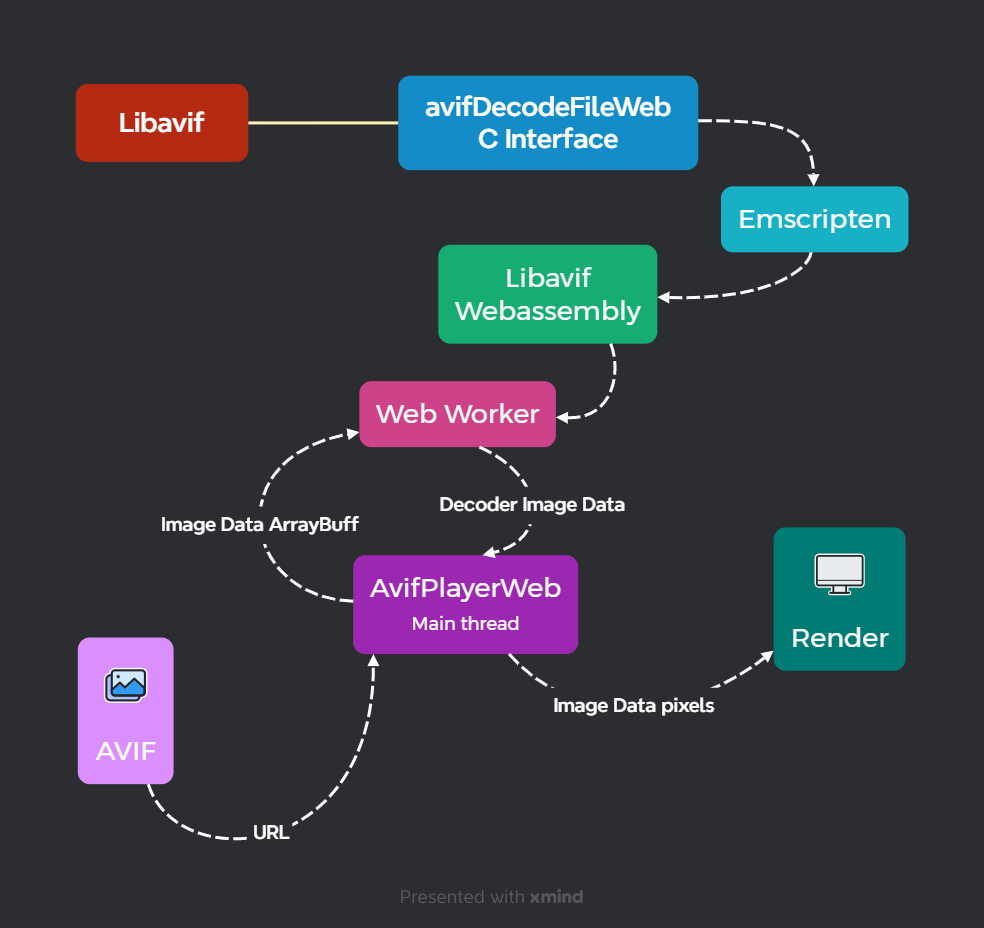 Libavif
avifDecodeFileWeb
C Interface
Emscripten
Libavif
Webassembly
Web Worker
Decoder Image Data
Image Data ArrayBuff
AvifPlayerWeb
Main thread
Render
Image Data pixels
AVIF
URL
Presented with xmind